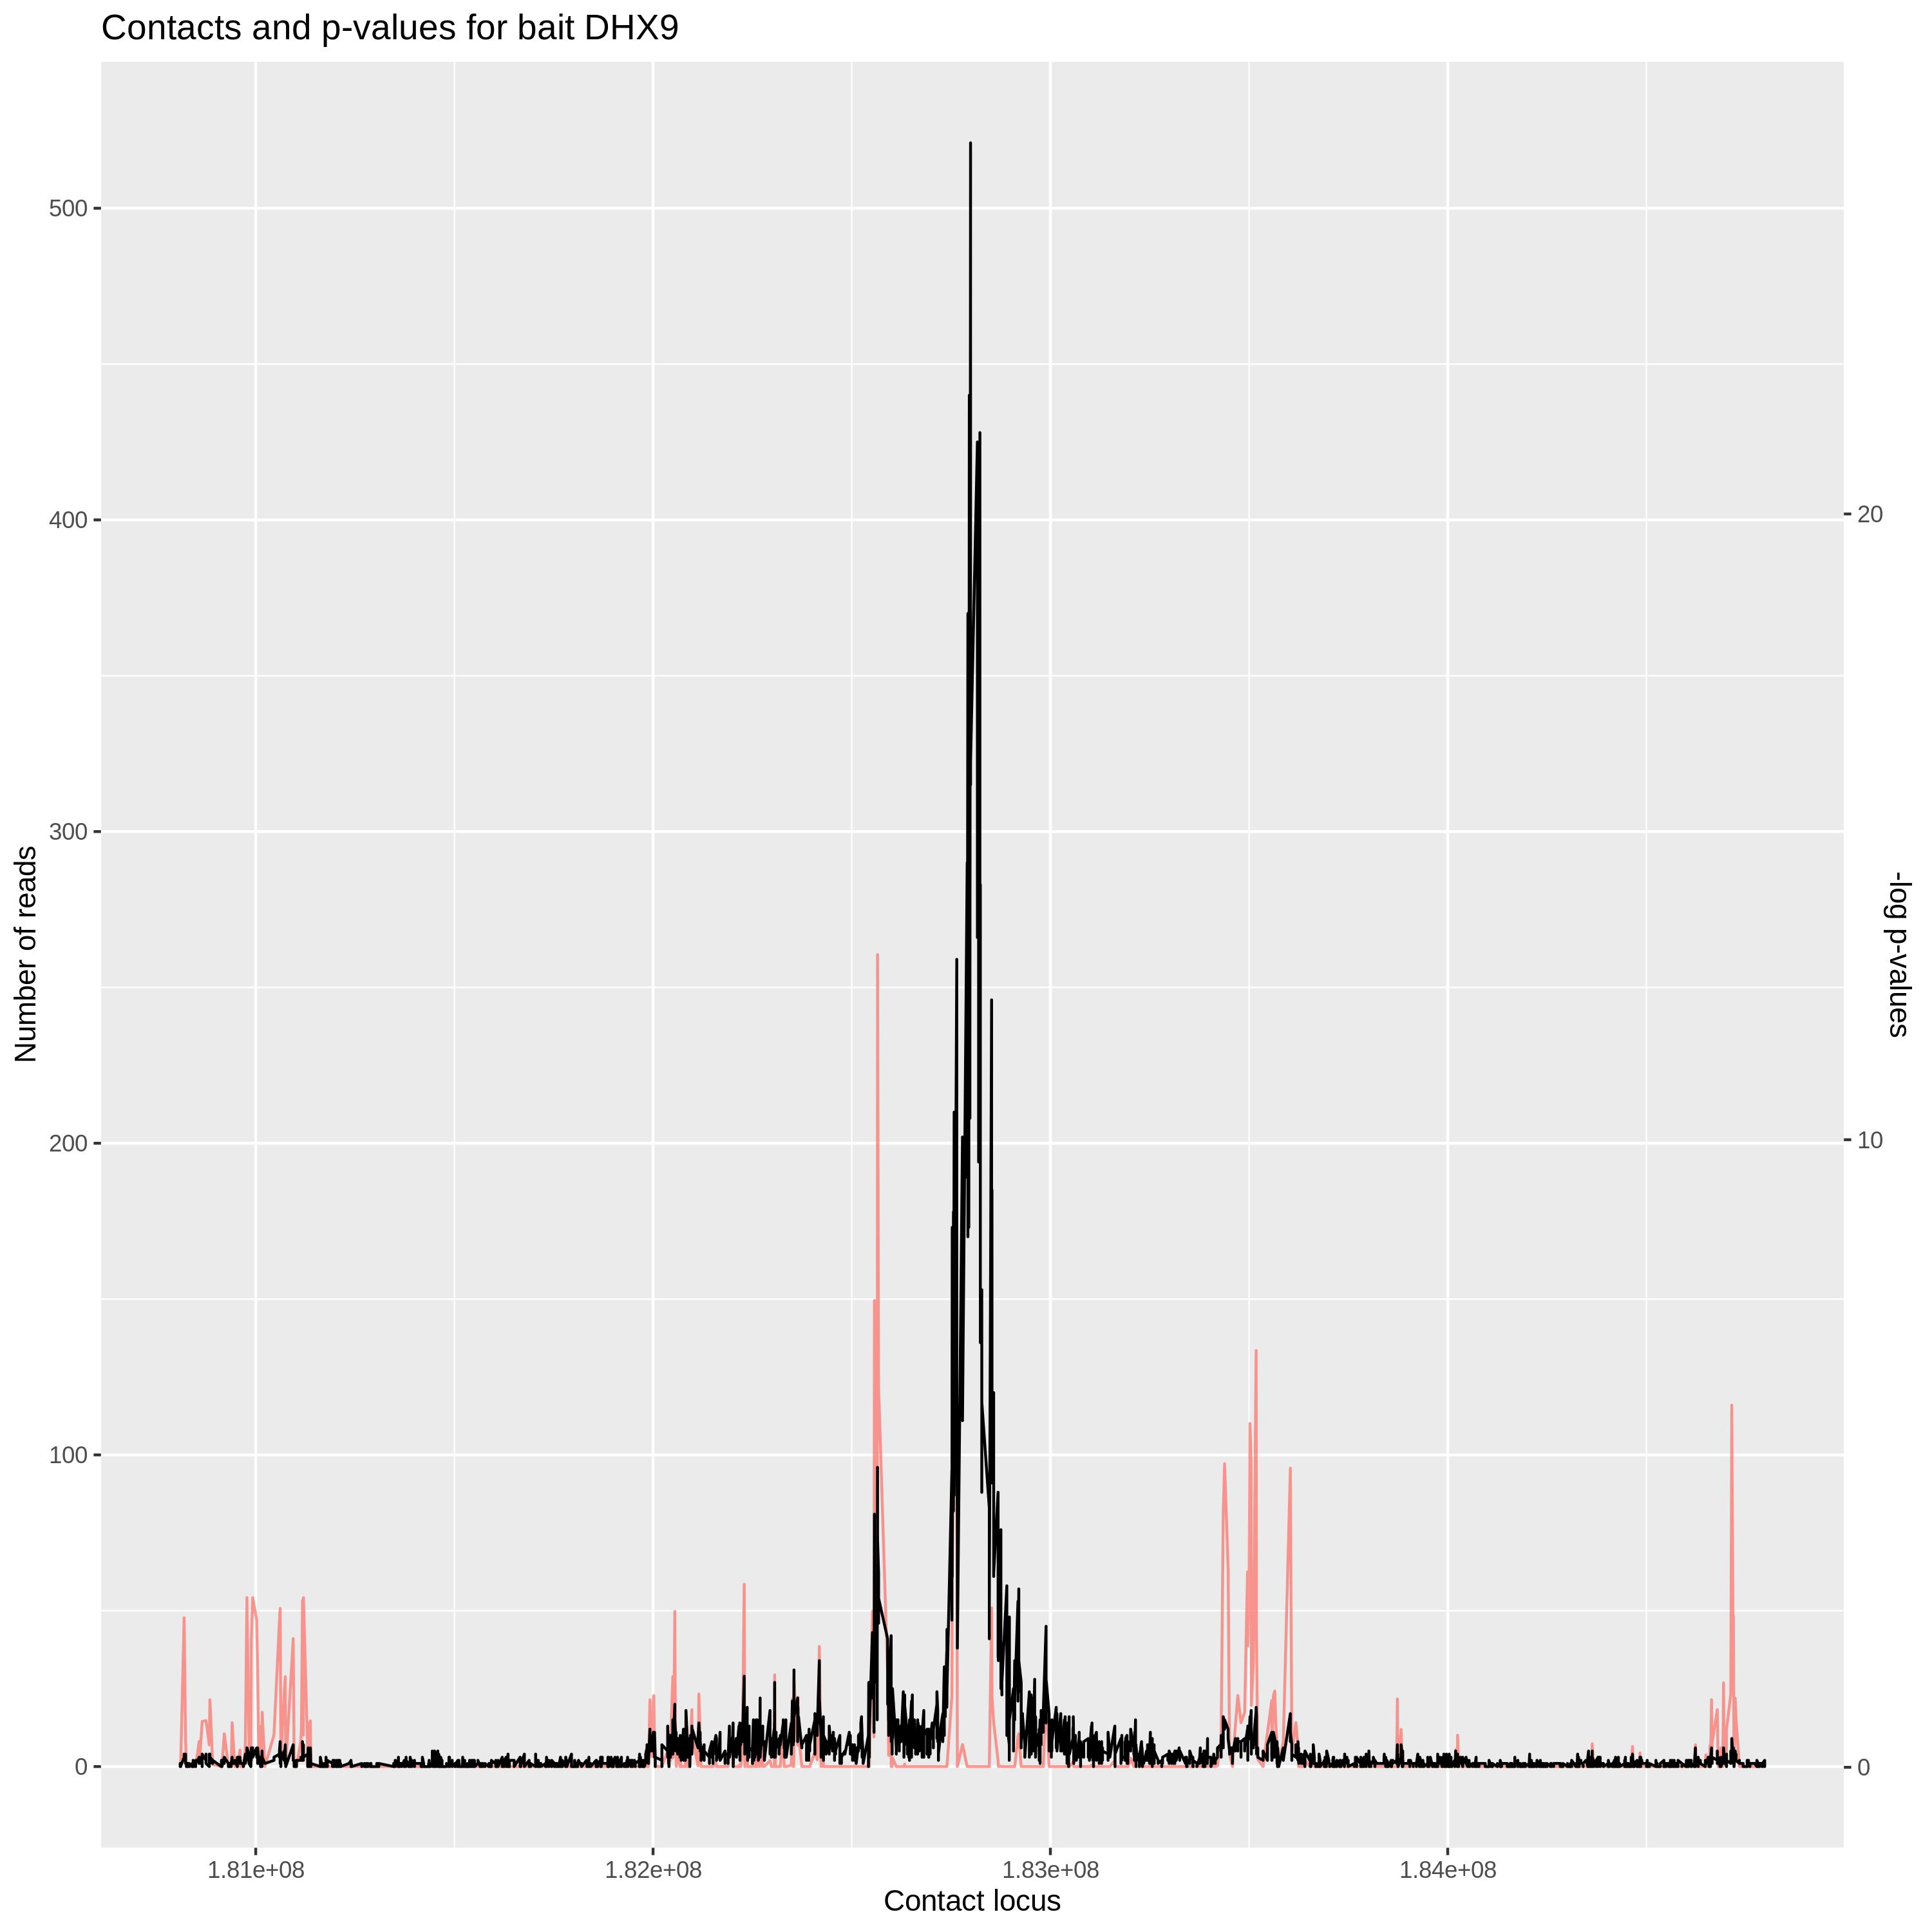 Contacts and p-values for bait DHX9
500
400
300
200
100
0
Number of reads
20
10
0
-log p-values
1.81e+08
1.82e+08
1.83e+08
1.84e+08
Contact locus